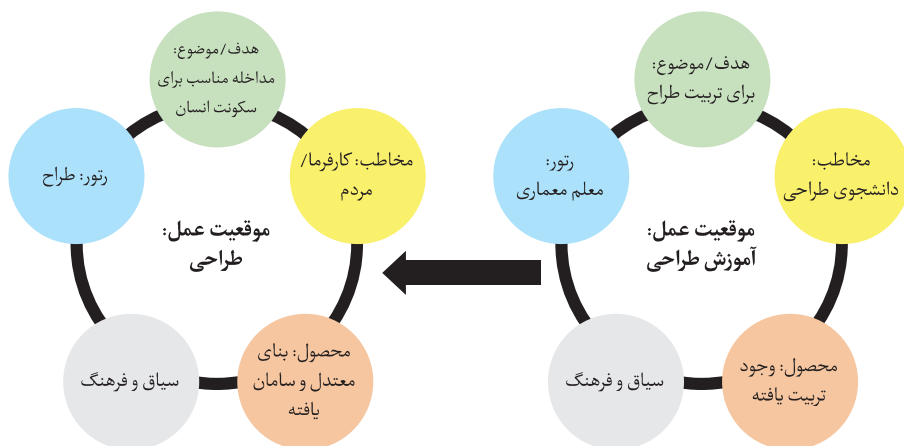 هدف/موضوع:
برای تربیت طراح
مخاطب:
دانشجوی طراحی
رتور:
معلم معماری
موقعیت عمل:
آموزش طراحی
محصول: وجود
تربیت یافته
سیاق و فرهنگ
هدف/موضوع:
مداخله مناسب برای
سکونت انسان
مخاطب: کارفرما/
مردم
رتور: طراح
موقعیت عمل:
طراحی
محصول: بنای
معتدل و سامان
یافته
سیاق و فرهنگ